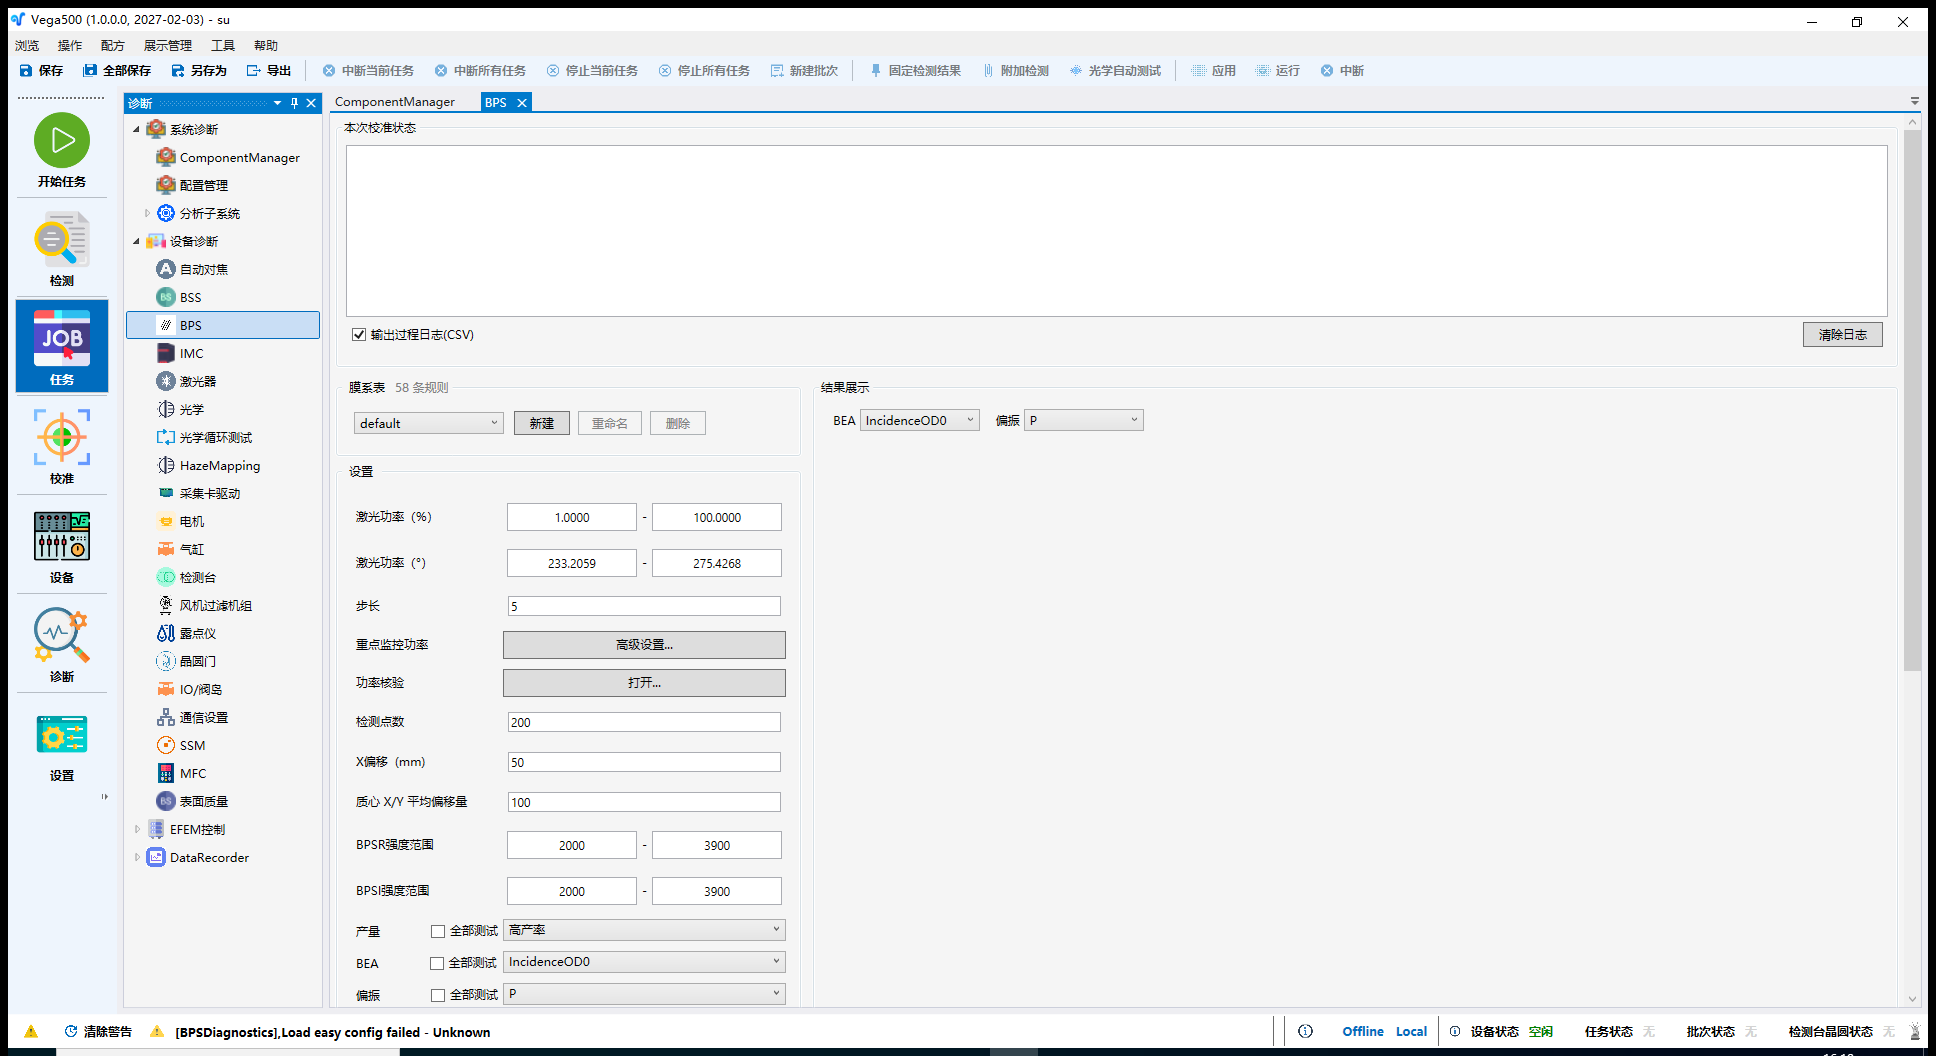 Vega500 (1.0.0.0, 2027-02-03) - su
浏览 操作 配方 展示管理 工具 帮助
保存 全部保存 另存为 导出 中断当前任务 中断所有任务 停止当前任务 停止所有任务 新建批次 固定检测结果 附加检测 光学自动测试 应用 运行 中断
开始任务
检测
JOB
任务
校准
设备
诊断
设置
诊断
系统诊断
ComponentManager
配置管理
分析子系统
设备诊断
自动对焦
BSS
BPS
IMC
激光器
光学
光学循环测试
HazeMapping
采集卡驱动
电机
气缸
检测台
风机过滤机组
露点仪
晶圆门
IO/阀岛
通信设置
SSM
MFC
表面质量
EFEM控制
DataRecorder
ComponentManager BPS
本次校准状态
输出过程日志(CSV) 清除日志
膜系表 58 条规则
default 新建 重命名 删除
设置
激光功率（%） 1.0000 - 100.0000
激光功率（°） 233.2059 - 275.4268
步长 5
重点监控功率 高级设置...
功率核验 打开...
检测点数 200
X偏移（mm） 50
质心 X/Y 平均偏移量 100
BPSR强度范围 2000 - 3900
BPSI强度范围 2000 - 3900
产量 全部测试 高产率
BEA 全部测试 IncidenceOD0
偏振 全部测试 P
结果展示
BEA IncidenceOD0 偏振 P
清除警告 [BPSDiagnostics],Load easy config failed - Unknown Offline Local 设备状态 空闲 任务状态 无 批次状态 无 检测台晶圆状态 无